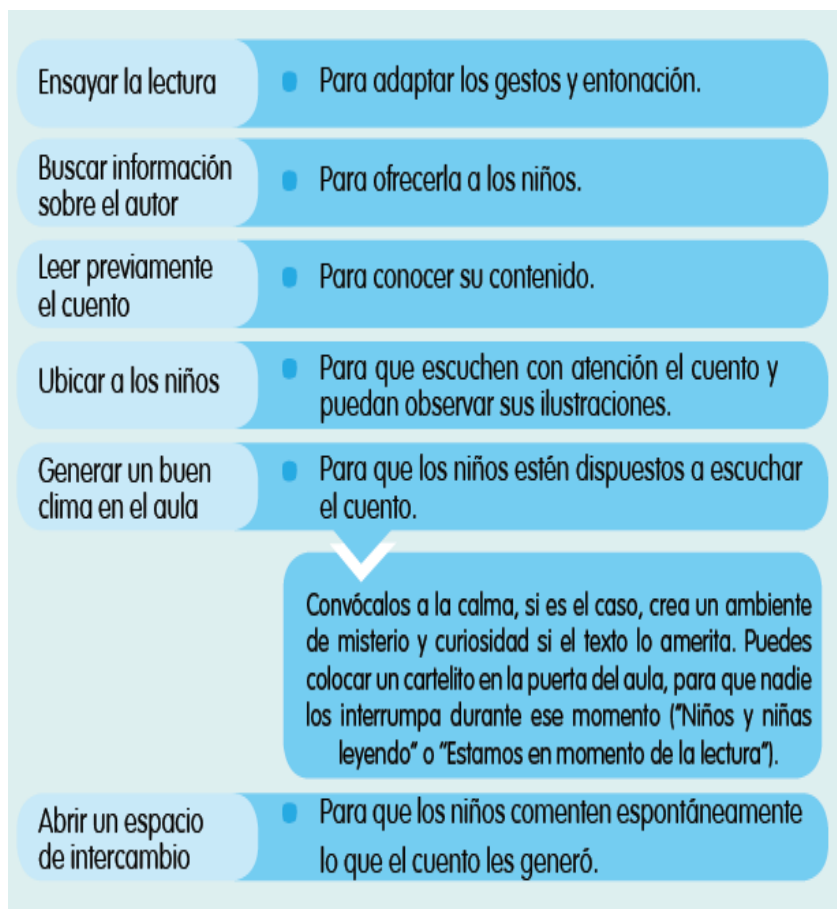 Ensayar la lectura
Para adaptar los gestos y entonación.
Buscar información
sobre el autor
Para ofrecerla a los niños.
Leer previamente
el cuento
Para conocer su contenido.
Ubicar a los niños
Para que escuchen con atención el cuento y
puedan observar sus ilustraciones.
Generar un buen
clima en el aula
Para que los niños estén dispuestos a escuchar
el cuento.
Convócalos a la calma, si es el caso, crea un ambiente
de misterio y curiosidad si el texto lo amerita. Puedes
colocar un cartelito en la puerta del aula, para que nadie
los interrumpa durante ese momento ("Niños y niñas
leyendo" o "Estamos en momento de la lectura").
Abrir un espacio
de intercambio
Para que los niños comenten espontáneamente
lo que el cuento les generó.